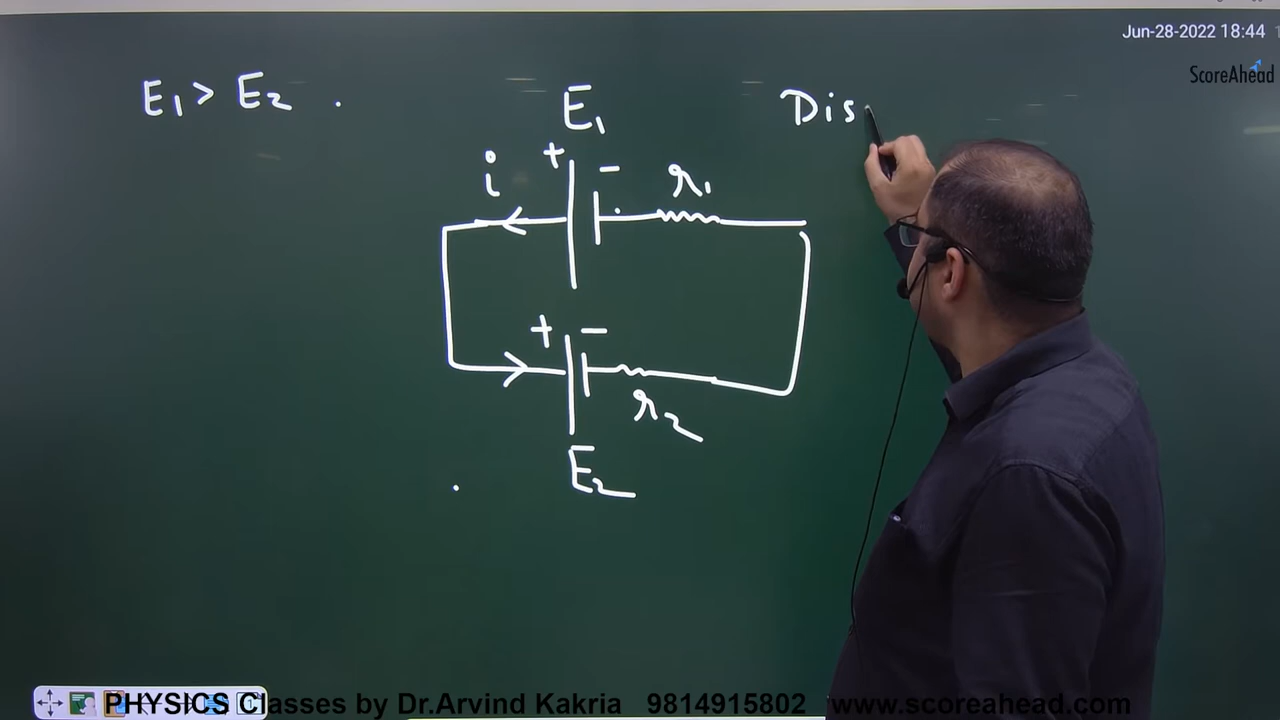 Jun-28-2022 18:44
ScoreAhead
E₁ > E₂ .
E₁
Dis
i
+ -
r₁
+ -
r₂
E₂
PHYSICS Classes by Dr.Arvind Kakria 9814915802 www.scoreahead.com